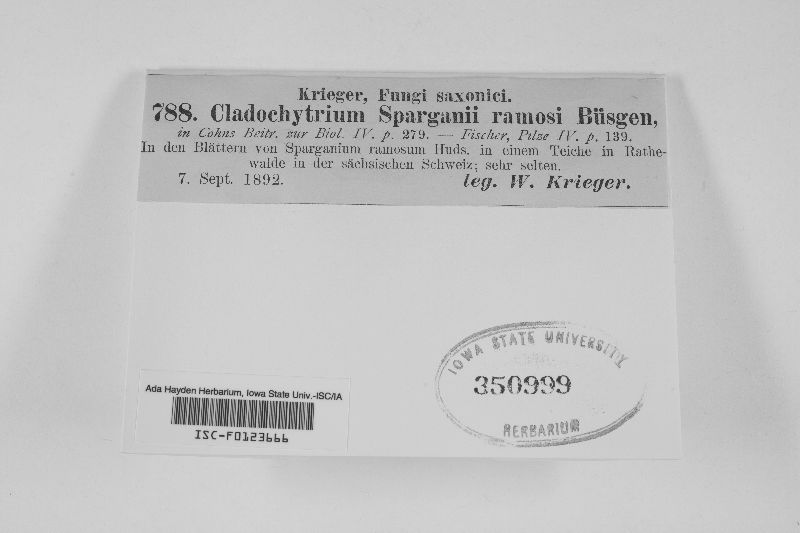 Krieger, Fungi saxonici.
788. Cladochytrium Sparganii ramosi Büsgen,
in Cohns Beitr. zur Biol. IV. p. 279. — Fischer, Pilze IV. p. 139.
In den Blättern von Sparganium ramosum Huds. in einem Teiche in Rathe-
walde in der sächsischen Schweiz; sehr selten.
7. Sept. 1892. leg. W. Krieger.
IOWA STATE UNIVERSITY
350999
HERBARIUM
Ada Hayden Herbarium, Iowa State Univ.-ISC/IA
ISC-F0123666